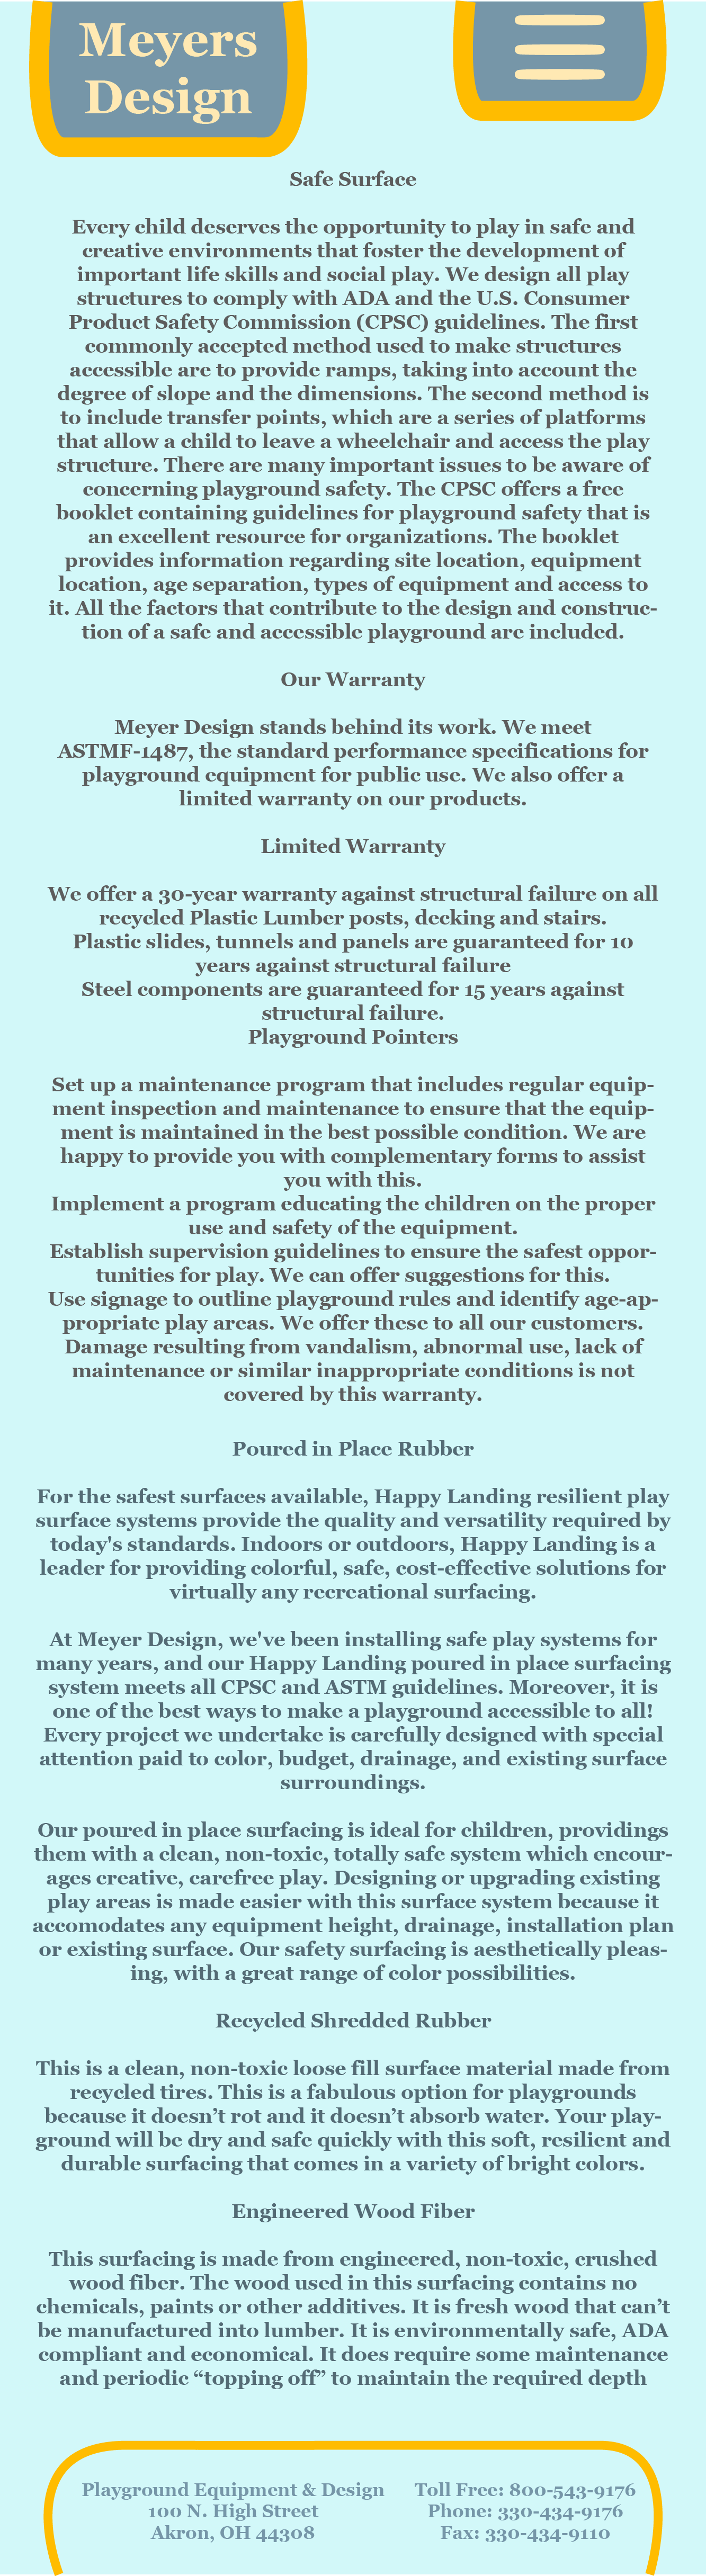 Meyers
Design
Safe Surface
Every child deserves the opportunity to play in safe and
creative environments that foster the development of
important life skills and social play. We design all play
structures to comply with ADA and the U.S. Consumer
Product Safety Commission (CPSC) guidelines. The first
commonly accepted method used to make structures
accessible are to provide ramps, taking into account the
degree of slope and the dimensions. The second method is
to include transfer points, which are a series of platforms
that allow a child to leave a wheelchair and access the play
structure. There are many important issues to be aware of
concerning playground safety. The CPSC offers a free
booklet containing guidelines for playground safety that is
an excellent resource for organizations. The booklet
provides information regarding site location, equipment
location, age separation, types of equipment and access to
it. All the factors that contribute to the design and construc-
tion of a safe and accessible playground are included.
Our Warranty
Meyer Design stands behind its work. We meet
ASTMF-1487, the standard performance specifications for
playground equipment for public use. We also offer a
limited warranty on our products.
Limited Warranty
We offer a 30-year warranty against structural failure on all
recycled Plastic Lumber posts, decking and stairs.
Plastic slides, tunnels and panels are guaranteed for 10
years against structural failure
Steel components are guaranteed for 15 years against
structural failure.
Playground Pointers
Set up a maintenance program that includes regular equip-
ment inspection and maintenance to ensure that the equip-
ment is maintained in the best possible condition. We are
happy to provide you with complementary forms to assist
you with this.
Implement a program educating the children on the proper
use and safety of the equipment.
Establish supervision guidelines to ensure the safest oppor-
tunities for play. We can offer suggestions for this.
Use signage to outline playground rules and identify age-ap-
propriate play areas. We offer these to all our customers.
Damage resulting from vandalism, abnormal use, lack of
maintenance or similar inappropriate conditions is not
covered by this warranty.
Poured in Place Rubber
For the safest surfaces available, Happy Landing resilient play
surface systems provide the quality and versatility required by
today's standards. Indoors or outdoors, Happy Landing is a
leader for providing colorful, safe, cost-effective solutions for
virtually any recreational surfacing.
At Meyer Design, we've been installing safe play systems for
many years, and our Happy Landing poured in place surfacing
system meets all CPSC and ASTM guidelines. Moreover, it is
one of the best ways to make a playground accessible to all!
Every project we undertake is carefully designed with special
attention paid to color, budget, drainage, and existing surface
surroundings.
Our poured in place surfacing is ideal for children, providings
them with a clean, non-toxic, totally safe system which encour-
ages creative, carefree play. Designing or upgrading existing
play areas is made easier with this surface system because it
accomodates any equipment height, drainage, installation plan
or existing surface. Our safety surfacing is aesthetically pleas-
ing, with a great range of color possibilities.
Recycled Shredded Rubber
This is a clean, non-toxic loose fill surface material made from
recycled tires. This is a fabulous option for playgrounds
because it doesn’t rot and it doesn’t absorb water. Your play-
ground will be dry and safe quickly with this soft, resilient and
durable surfacing that comes in a variety of bright colors.
Engineered Wood Fiber
This surfacing is made from engineered, non-toxic, crushed
wood fiber. The wood used in this surfacing contains no
chemicals, paints or other additives. It is fresh wood that can’t
be manufactured into lumber. It is environmentally safe, ADA
compliant and economical. It does require some maintenance
and periodic “topping off” to maintain the required depth
Playground Equipment & Design
100 N. High Street
Akron, OH 44308
Toll Free: 800-543-9176
Phone: 330-434-9176
Fax: 330-434-9110